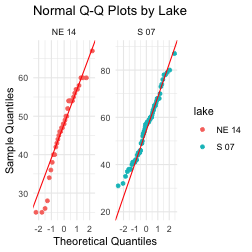 Normal Q-Q Plots by Lake
NE 14
S 07
60
50
40
30
80
60
40
20
-2 -1 0 1 2
-2 -1 0 1 2
Sample Quantiles
Theoretical Quantiles
lake
NE 14
S 07